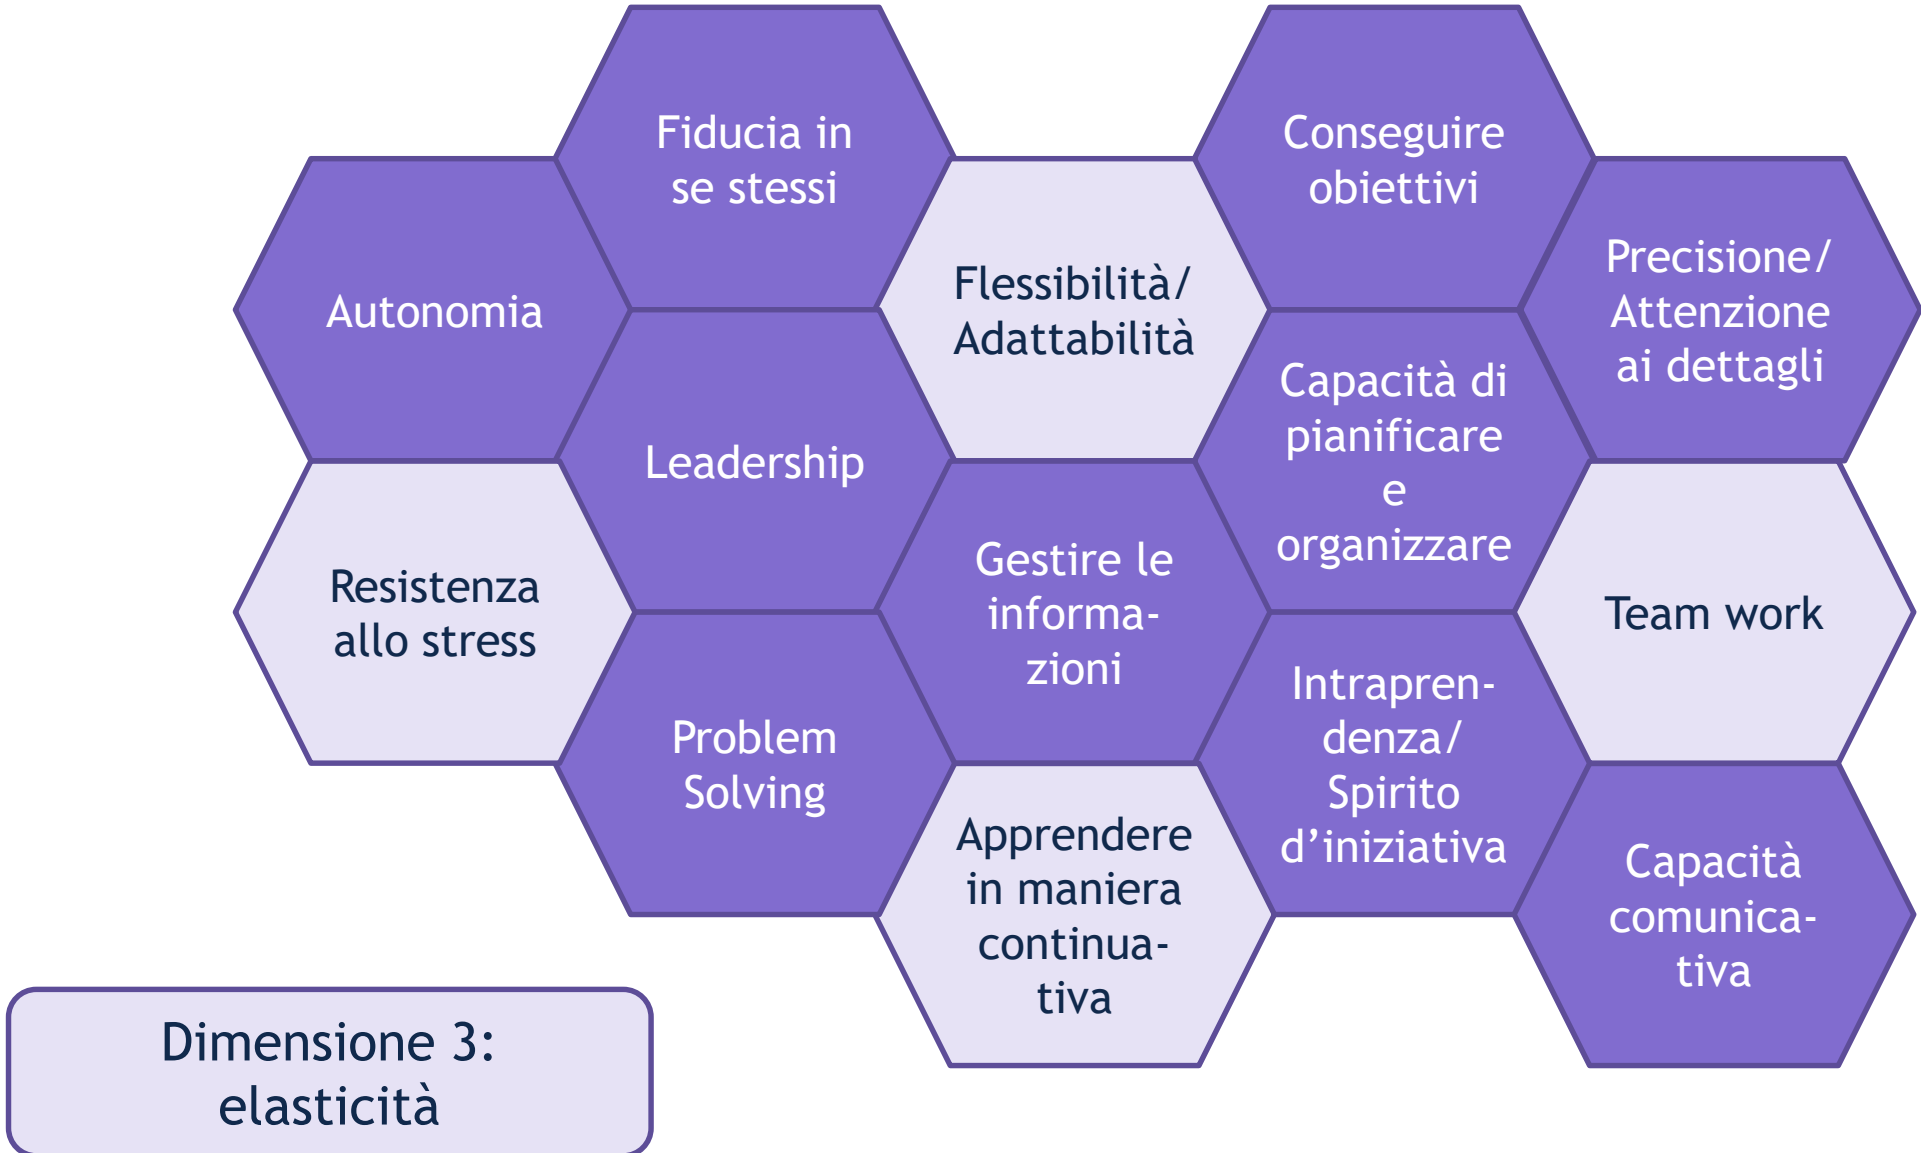 Fiducia in
se stessi
Conseguire
obiettivi
Autonomia
Flessibilità/
Adattabilità
Precisione/
Attenzione
ai dettagli
Leadership
Capacità di
pianificare
e
organizzare
Resistenza
allo stress
Gestire le
informa-
zioni
Team work
Problem
Solving
Intrapren-
denza/
Spirito
d’iniziativa
Apprendere
in maniera
continua-
tiva
Capacità
comunica-
tiva
Dimensione 3:
elasticità